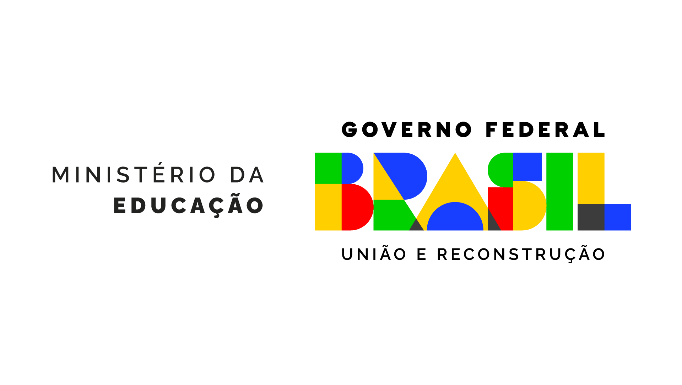 MINISTÉRIO DA
EDUCAÇÃO
GOVERNO FEDERAL
BRASIL
UNIÃO E RECONSTRUÇÃO